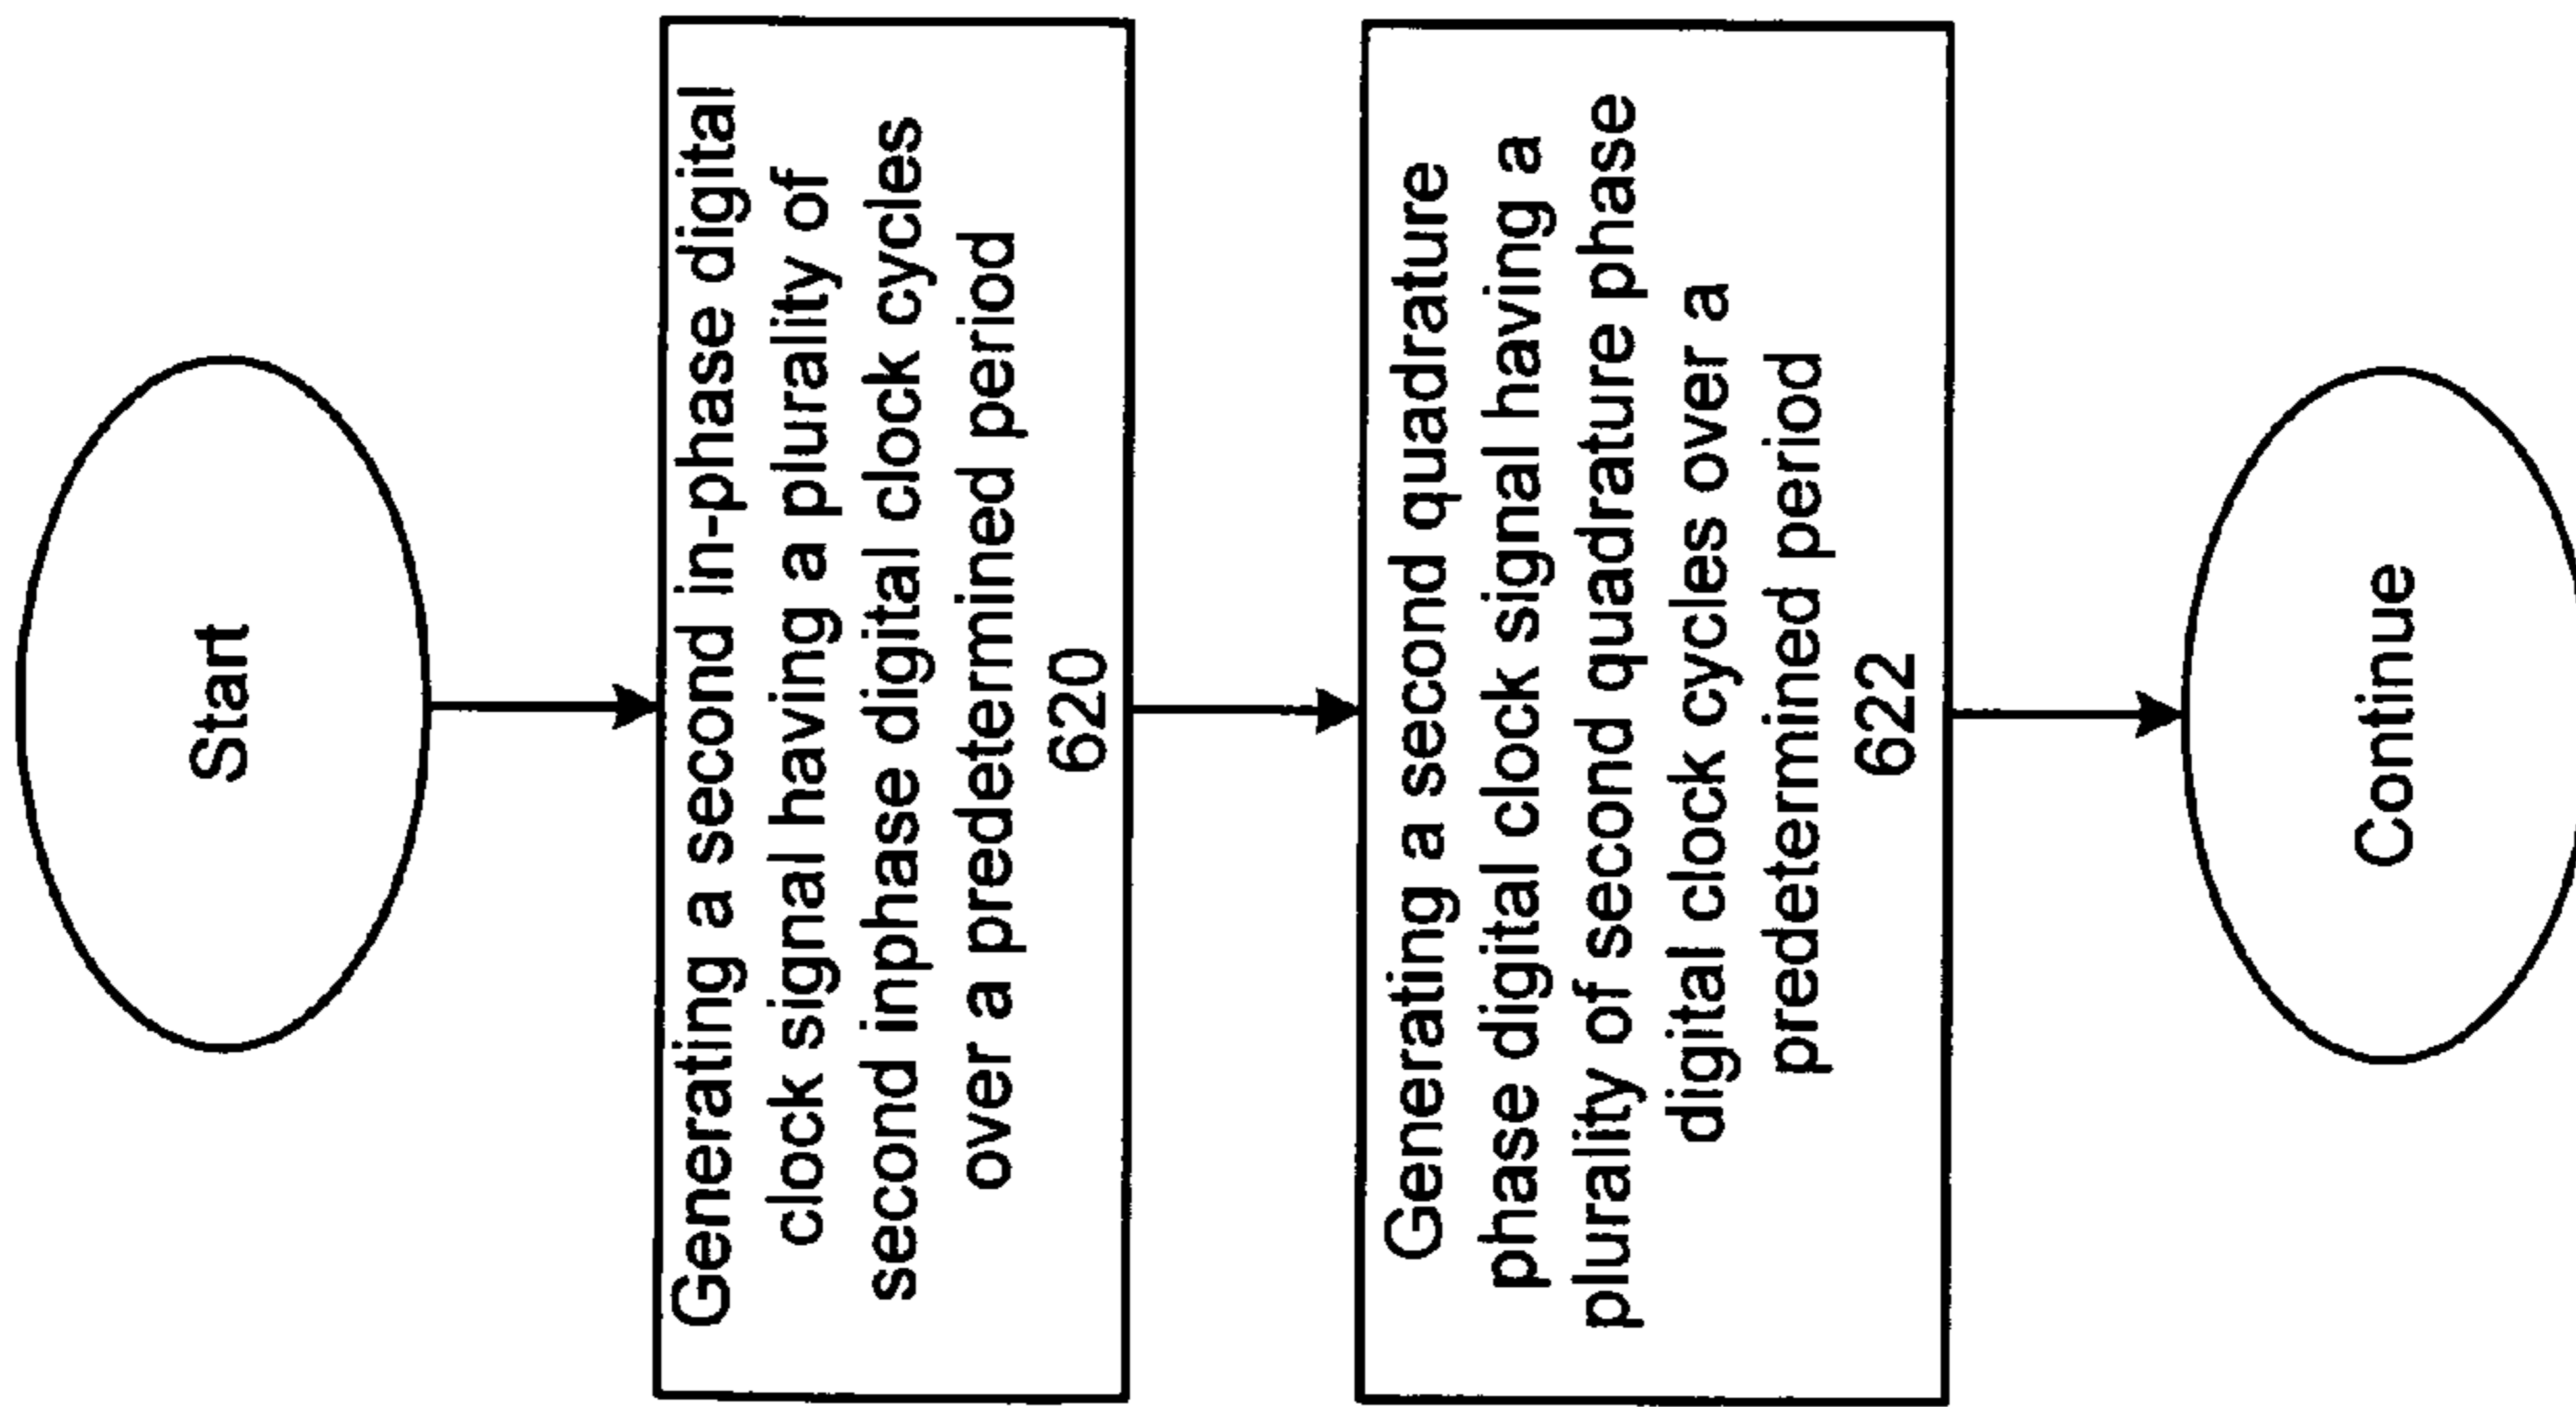 Start
Generating a second in-phase digital
clock signal having a plurality of
second inphase digital clock cycles
over a predetermined period
620
Generating a second quadrature
phase digital clock signal having a
plurality of second quadrature phase
digital clock cycles over a
predetermined period
622
Continue